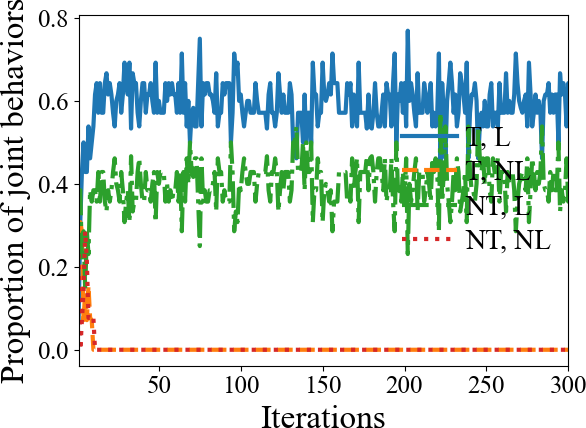 Proportion of joint behaviors
0.8
0.6
0.4
0.2
0.0
T, L
T, NL
NT, L
NT, NL
50
100
150
200
250
300
Iterations